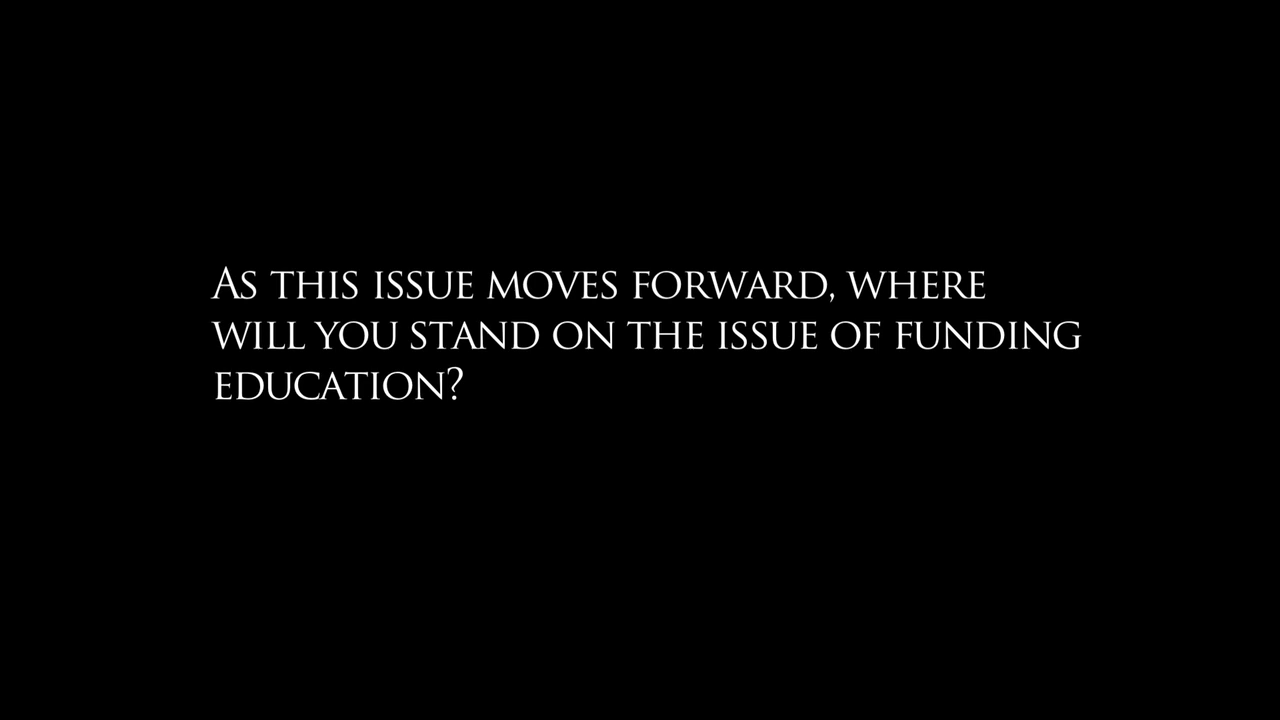 As this issue moves forward, where
will you stand on the issue of funding
education?